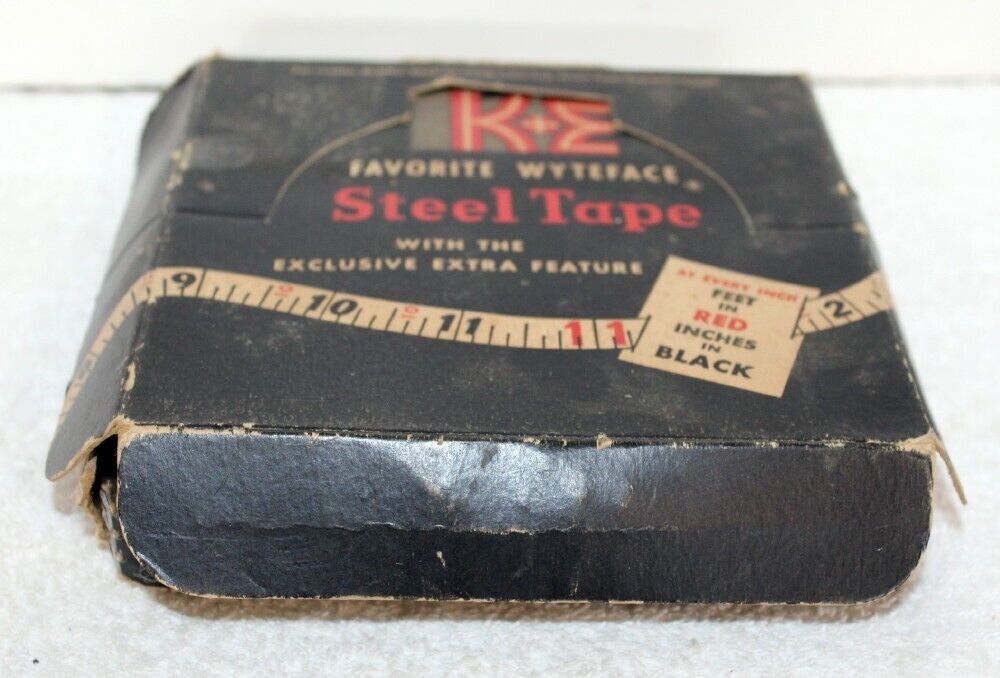 K+E
FAVORITE WYTEFACE®
Steel Tape
WITH THE
EXCLUSIVE EXTRA FEATURE
AT EVERY INCH
FEET
IN
RED
INCHES
IN
BLACK
9 10 11 11 2